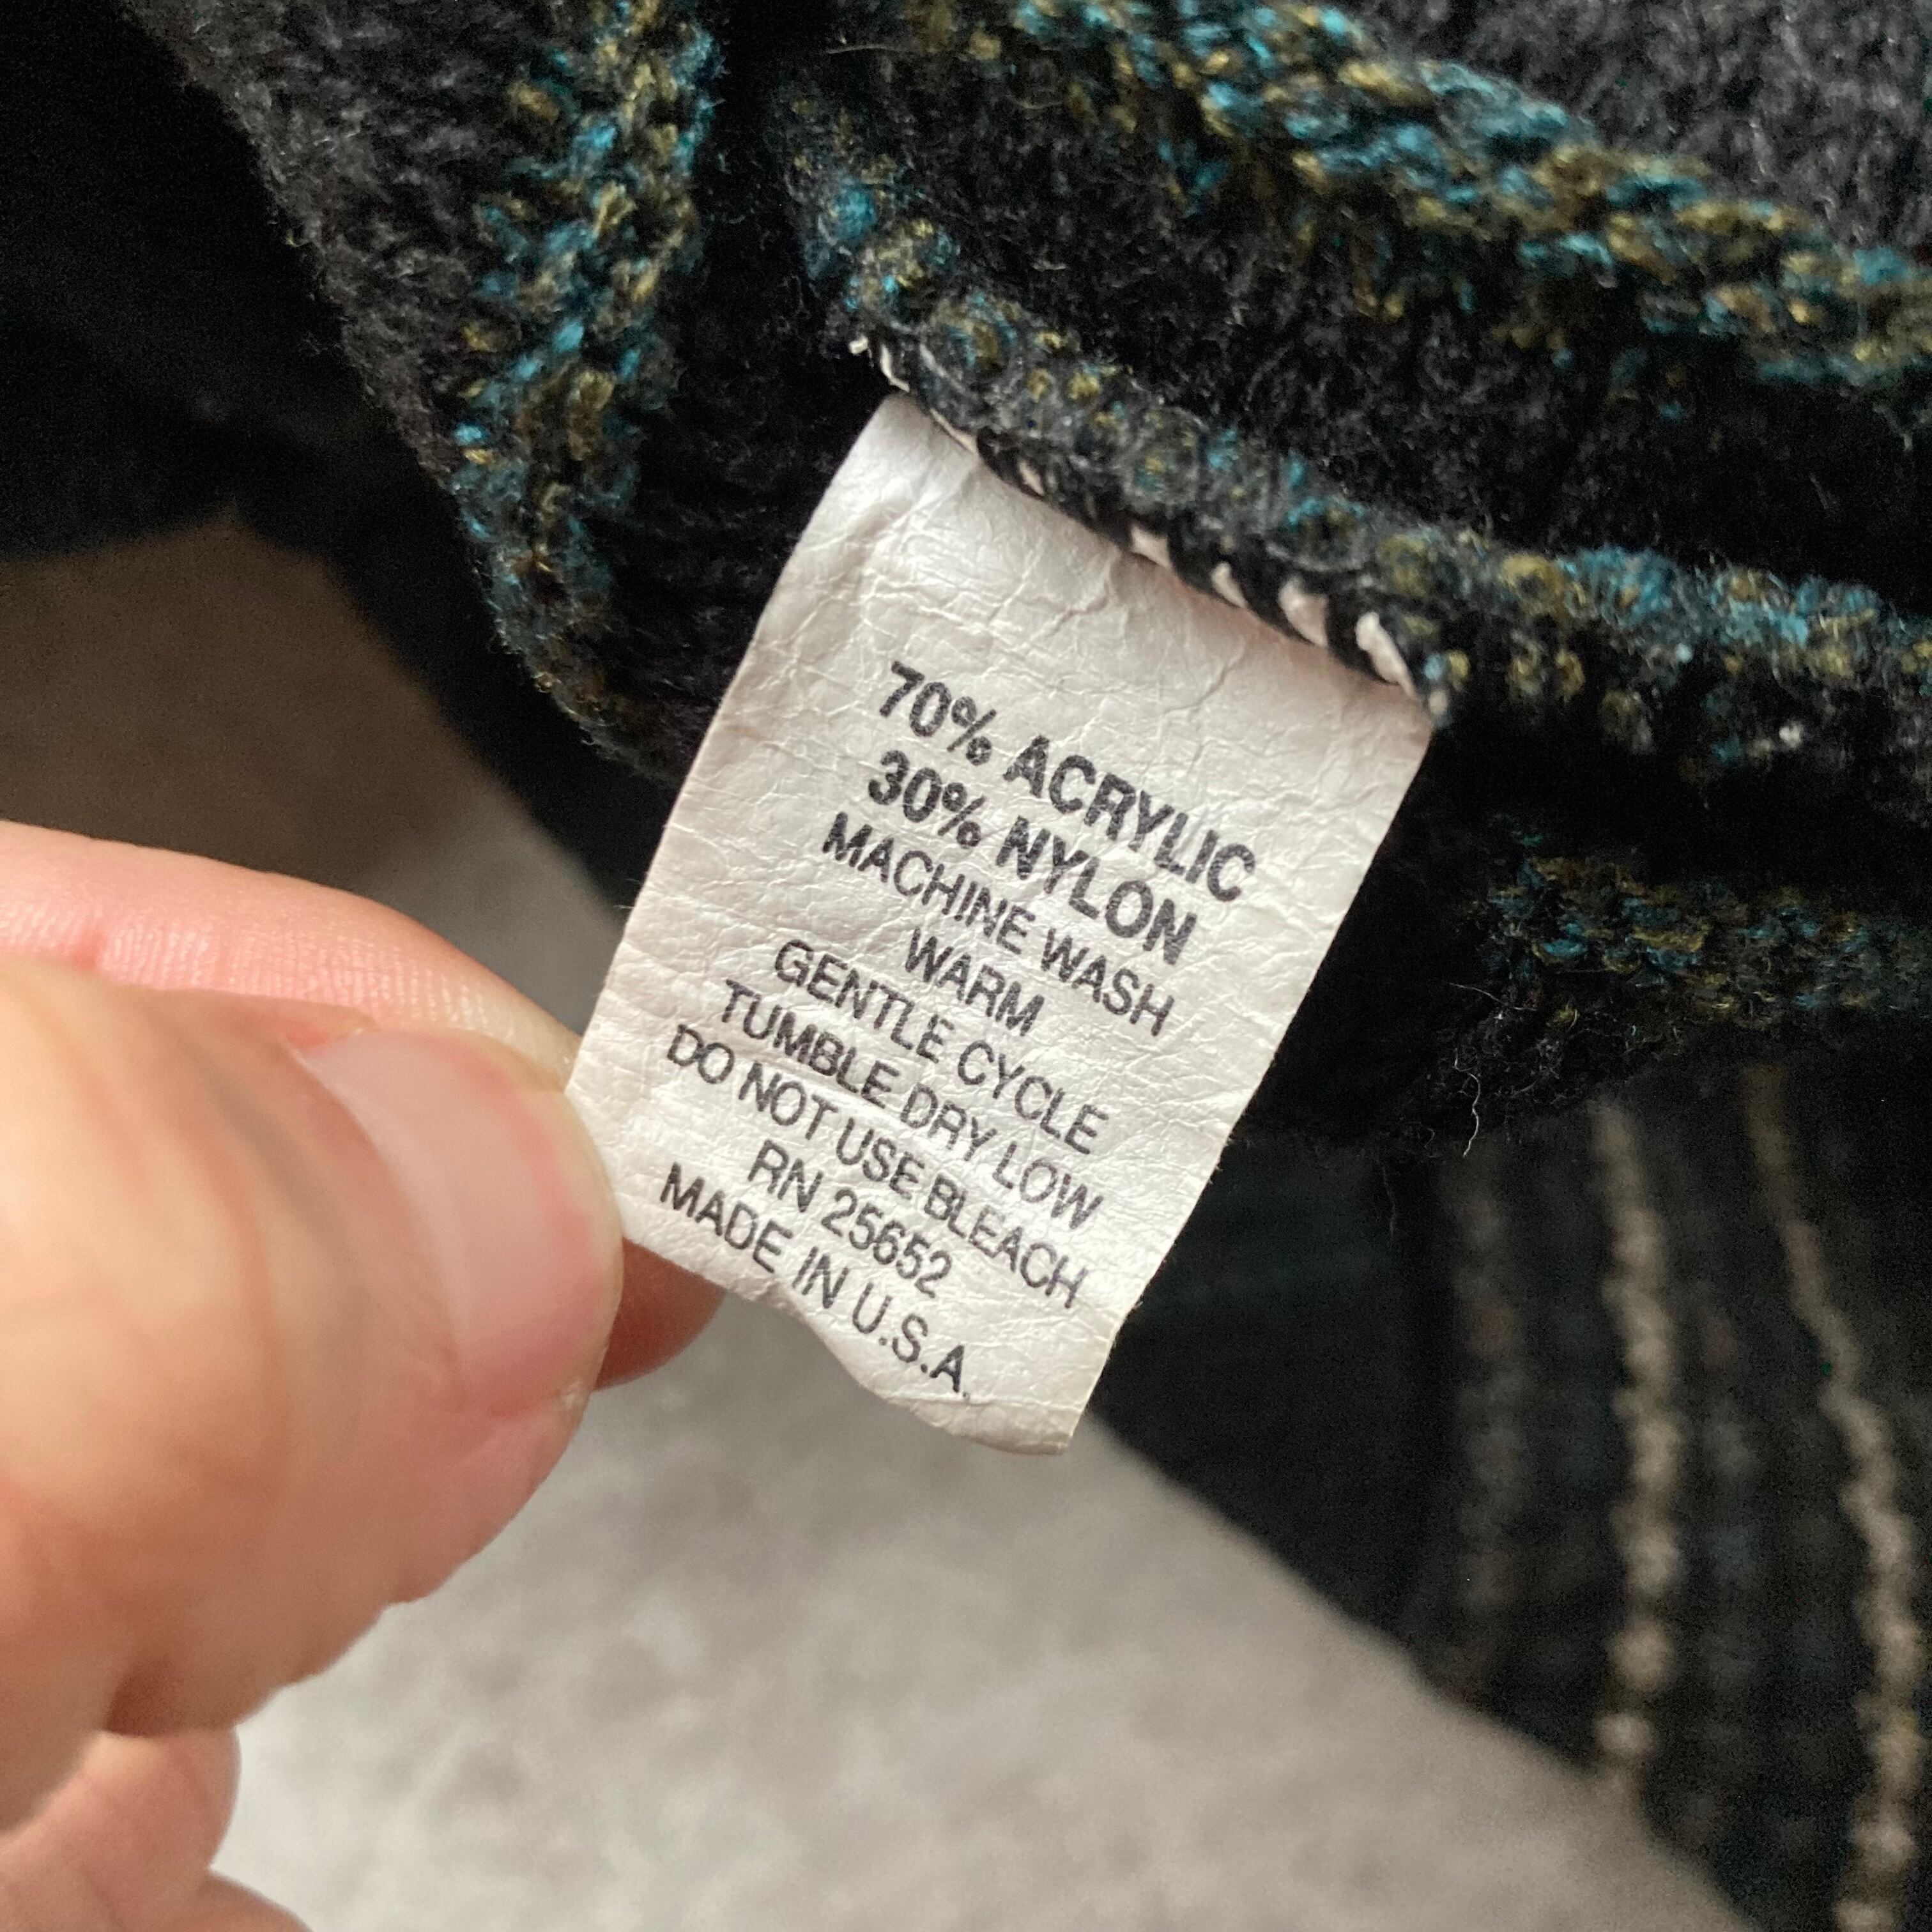 70% ACRYLIC
30% NYLON
MACHINE WASH
WARM
GENTLE CYCLE
TUMBLE DRY LOW
DO NOT USE BLEACH
RN 25652
MADE IN U.S.A.